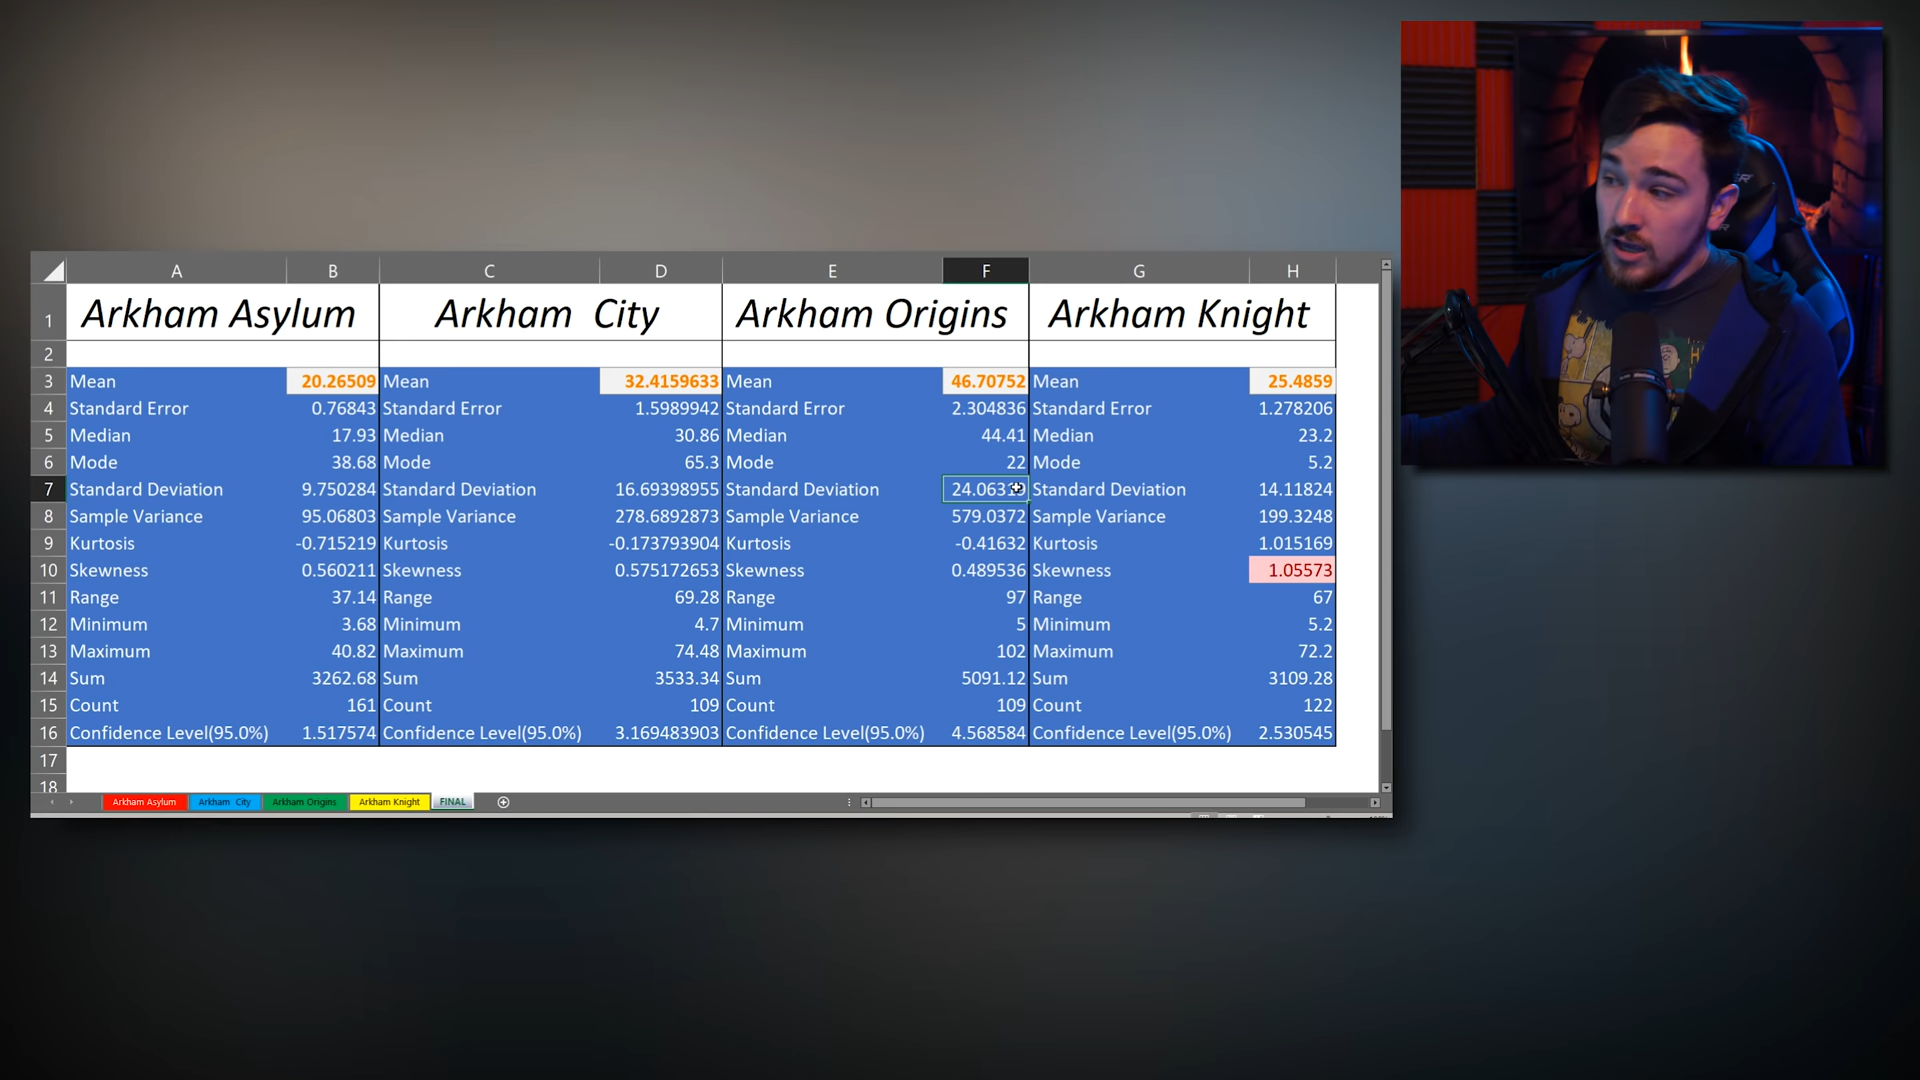 A B C D E F G H
1 Arkham Asylum Arkham City Arkham Origins Arkham Knight
2
3 Mean 20.26509 Mean 32.4159633 Mean 46.70752 Mean 25.4859
4 Standard Error 0.76843 Standard Error 1.5989942 Standard Error 2.304836 Standard Error 1.278206
5 Median 17.93 Median 30.86 Median 44.41 Median 23.2
6 Mode 38.68 Mode 65.3 Mode 22 Mode 5.2
7 Standard Deviation 9.750284 Standard Deviation 16.69398955 Standard Deviation Standard Deviation 14.11824
8 Sample Variance 95.06803 Sample Variance 278.6892873 Sample Variance 579.0372 Sample Variance 199.3248
9 Kurtosis -0.715219 Kurtosis -0.173793904 Kurtosis -0.41632 Kurtosis 1.015169
10 Skewness 0.560211 Skewness 0.575172653 Skewness 0.489536 Skewness 1.05573
11 Range 37.14 Range 69.28 Range 97 Range 67
12 Minimum 3.68 Minimum 4.7 Minimum 5 Minimum 5.2
13 Maximum 40.82 Maximum 74.48 Maximum 102 Maximum 72.2
14 Sum 3262.68 Sum 3533.34 Sum 5091.12 Sum 3109.28
15 Count 161 Count 109 Count 109 Count 122
16 Confidence Level(95.0%) 1.517574 Confidence Level(95.0%) 3.169483903 Confidence Level(95.0%) 4.568584 Confidence Level(95.0%) 2.530545
17
18
Arkham Asylum Arkham City Arkham Origins Arkham Knight FINAL